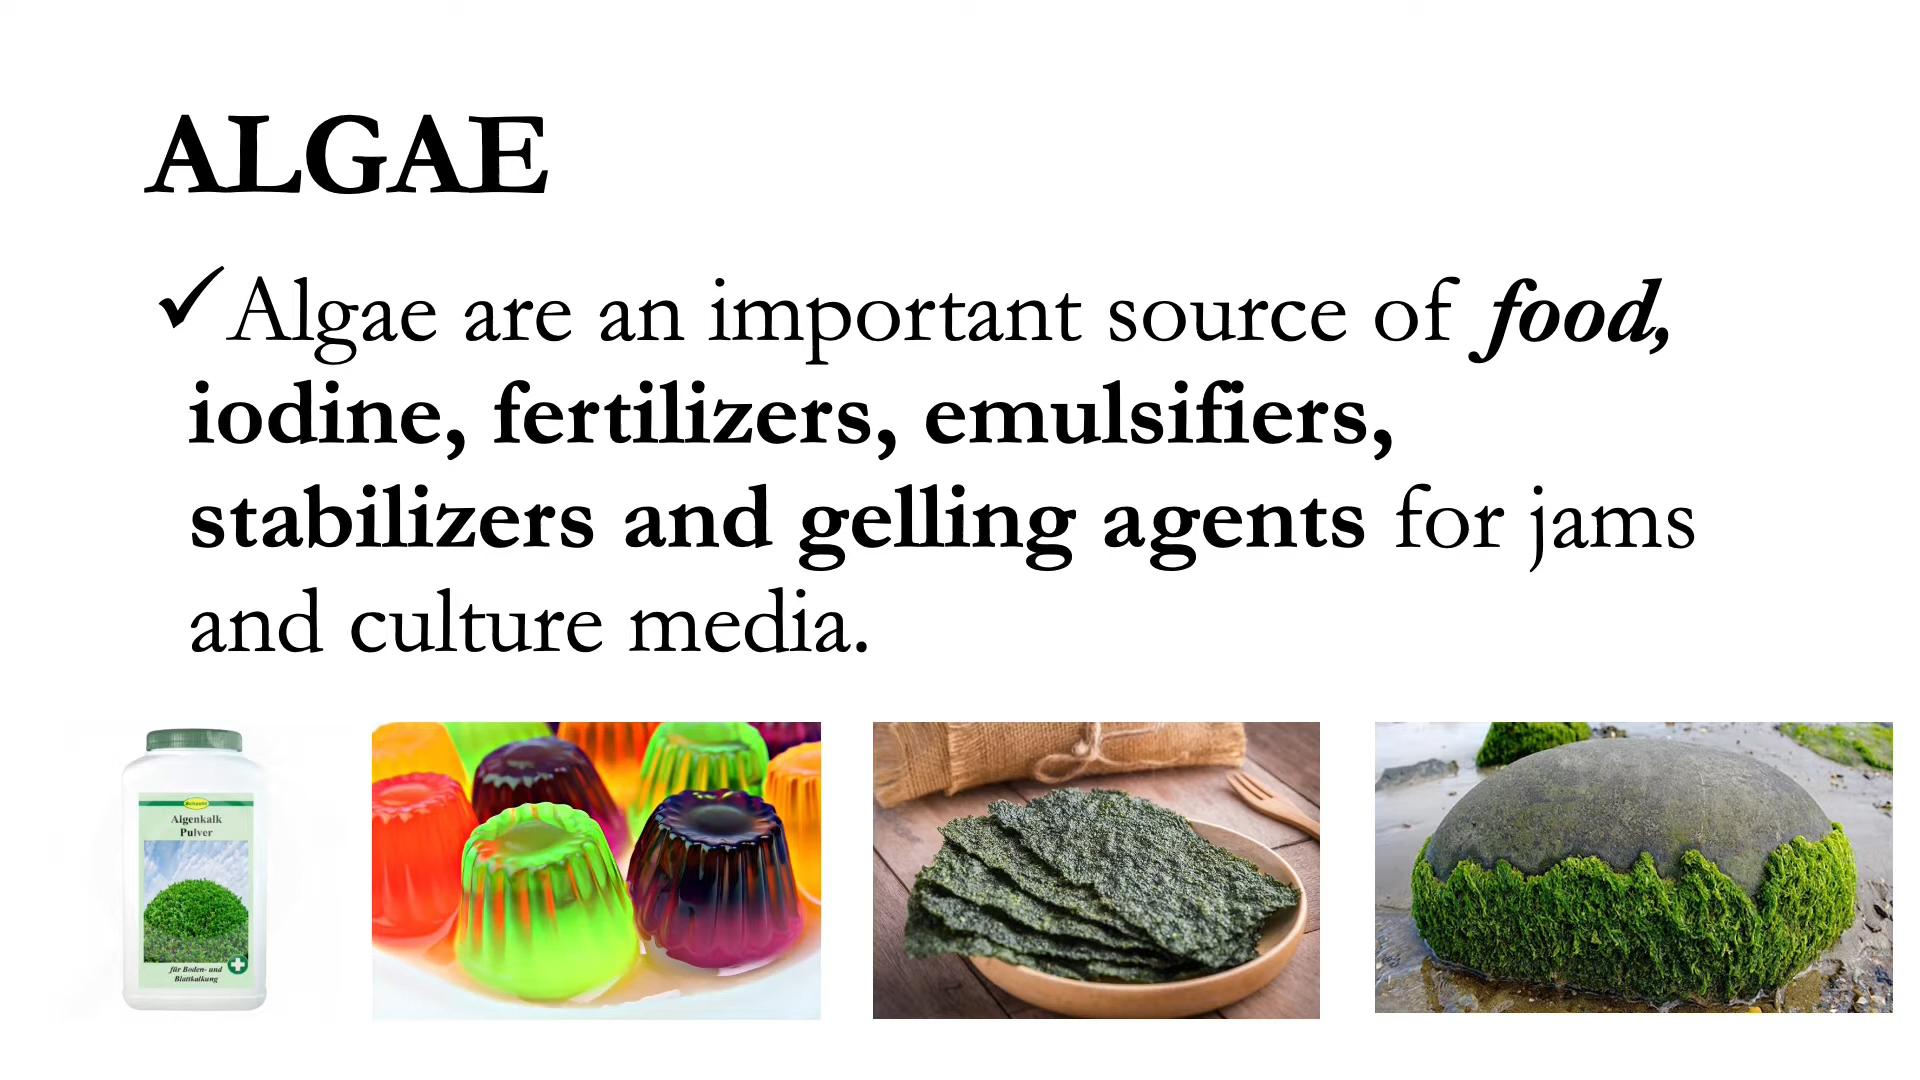 ALGAE
✓Algae are an important source of food,
iodine, fertilizers, emulsifiers,
stabilizers and gelling agents for jams
and culture media.
Algenkalk
Pulver
für Boden- und
Blattkalkung